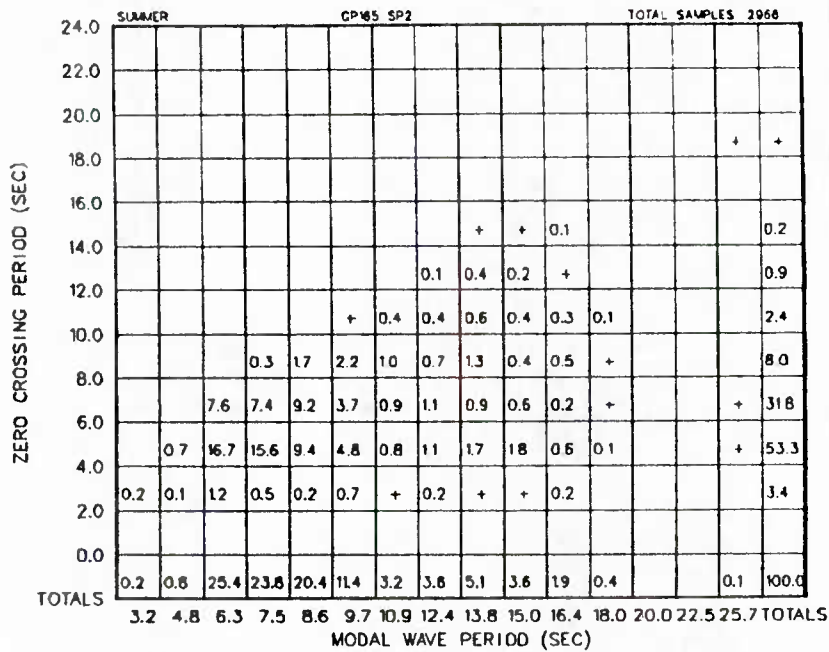 SUMMER GP185 SP2 TOTAL SAMPLES 2968
24.0
22.0
20.0
18.0 + +
16.0
14.0 + + 0.1 0.2
12.0 0.1 0.4 0.2 + 0.9
10.0 + 0.4 0.4 0.6 0.4 0.3 0.1 2.4
8.0 0.3 1.7 2.2 1.0 0.7 1.3 0.4 0.5 + 8.0
6.0 7.6 7.4 9.2 3.7 0.9 1.1 0.9 0.6 0.2 + + 31.8
4.0 0.7 16.7 15.6 9.4 4.8 0.8 1.1 1.7 1.8 0.6 0.1 + 53.3
2.0 0.2 0.1 1.2 0.5 0.2 0.7 + 0.2 + + 0.2 3.4
0.0
TOTALS 0.2 0.8 25.4 23.8 20.4 11.4 3.2 3.6 5.1 3.6 1.9 0.4 0.1 100.0
3.2 4.8 6.3 7.5 8.6 9.7 10.9 12.4 13.8 15.0 16.4 18.0 20.0 22.5 25.7 TOTALS
MODAL WAVE PERIOD (SEC)
ZERO CROSSING PERIOD (SEC)